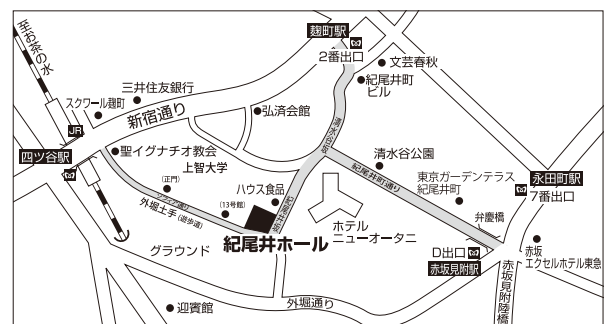 至お茶の水
麹町駅
2番出口
文芸春秋
紀尾井町
ビル
三井住友銀行
スクワール麹町
新宿通り
弘済会館
JR
四ツ谷駅
聖イグナチオ教会
上智大学
(正門)
ソフィア通り
外堀土手(遊歩道)
(13号館)
ハウス食品
紀尾井坂
清水谷坂
紀尾井町通り
清水谷公園
東京ガーデンテラス
紀尾井町
永田町駅
7番出口
弁慶橋
ホテル
ニューオータニ
紀尾井ホール
グラウンド
D出口
赤坂見附駅
赤坂
エクセルホテル東急
赤坂見附陸橋
外堀通り
迎賓館